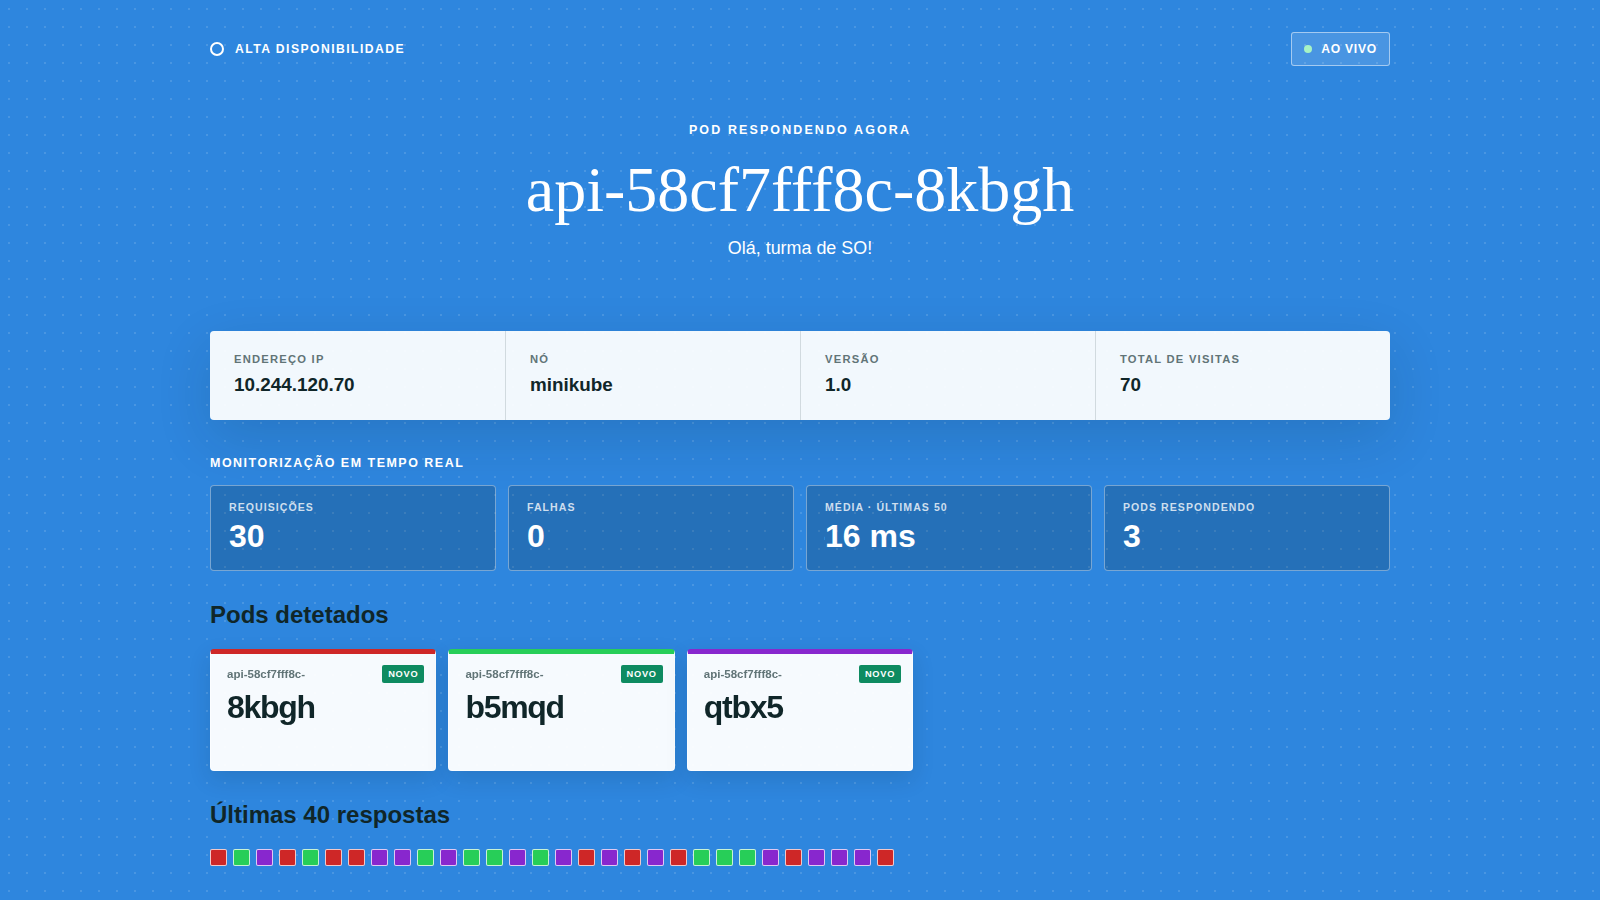 ALTA DISPONIBILIDADE
AO VIVO
POD RESPONDENDO AGORA
api-58cf7fff8c-8kbgh
Olá, turma de SO!
ENDEREÇO IP
10.244.120.70
NÓ
minikube
VERSÃO
1.0
TOTAL DE VISITAS
70
MONITORIZAÇÃO EM TEMPO REAL
REQUISIÇÕES
30
FALHAS
0
MÉDIA · ÚLTIMAS 50
16 ms
PODS RESPONDENDO
3
Pods detetados
api-58cf7fff8c-
NOVO
8kbgh
api-58cf7fff8c-
NOVO
b5mqd
api-58cf7fff8c-
NOVO
qtbx5
Últimas 40 respostas